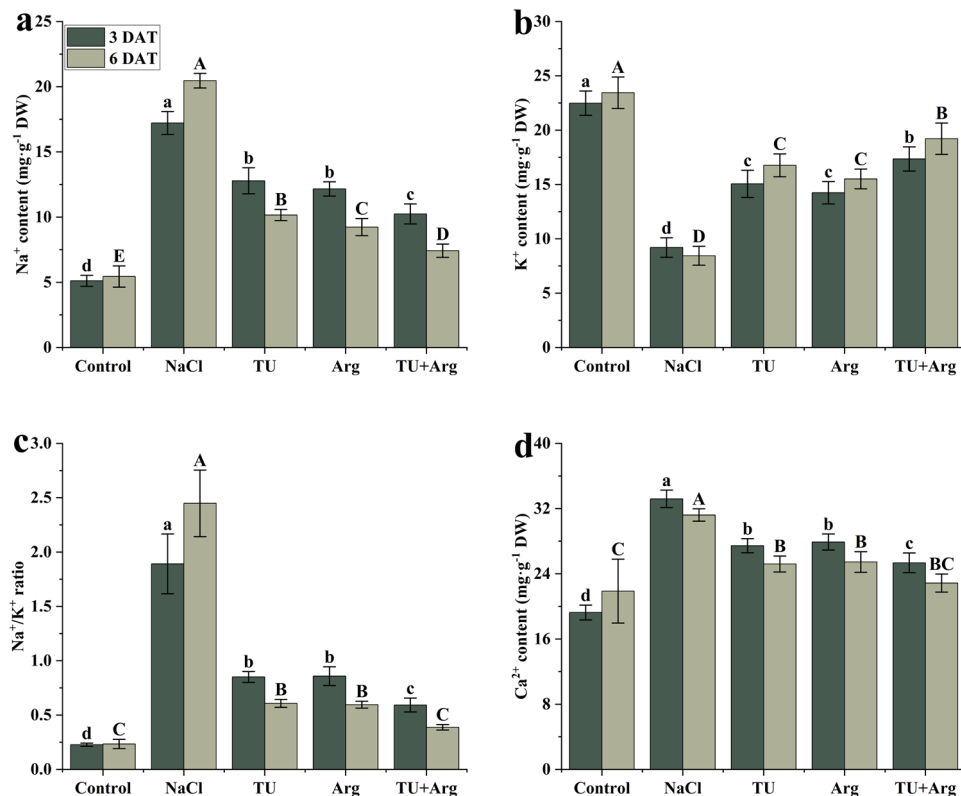 a
3 DAT
6 DAT
Na⁺ content (mg·g⁻¹ DW)
25
20
15
10
5
0
d
E
a
A
b
B
b
C
c
D
Control
NaCl
TU
Arg
TU+Arg
b
K⁺ content (mg·g⁻¹ DW)
30
25
20
15
10
5
0
a
A
d
D
c
C
c
C
b
B
Control
NaCl
TU
Arg
TU+Arg
c
Na⁺/K⁺ ratio
3.0
2.5
2.0
1.5
1.0
0.5
0.0
d
C
a
A
b
B
b
B
c
C
Control
NaCl
TU
Arg
TU+Arg
d
Ca²⁺ content (mg·g⁻¹ DW)
40
32
24
16
8
0
d
C
a
A
b
B
b
B
c
BC
Control
NaCl
TU
Arg
TU+Arg